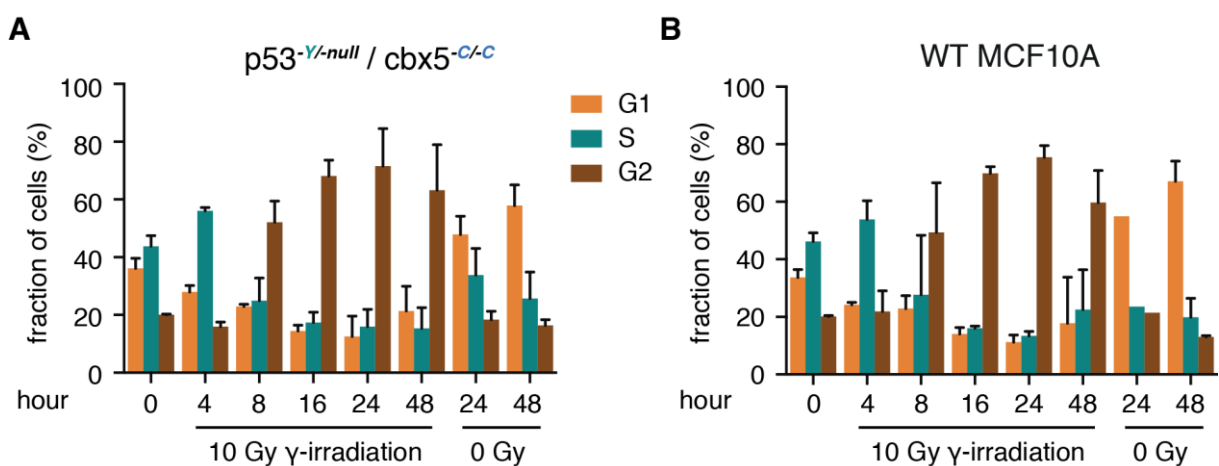 A
p53-Y/-null / cbx5-C/-C
fraction of cells (%)
100
80
60
40
20
0
hour
0 4 8 16 24 48 24 48
10 Gy γ-irradiation
0 Gy
G1
S
G2
B
WT MCF10A
fraction of cells (%)
100
80
60
40
20
0
hour
0 4 8 16 24 48 24 48
10 Gy γ-irradiation
0 Gy